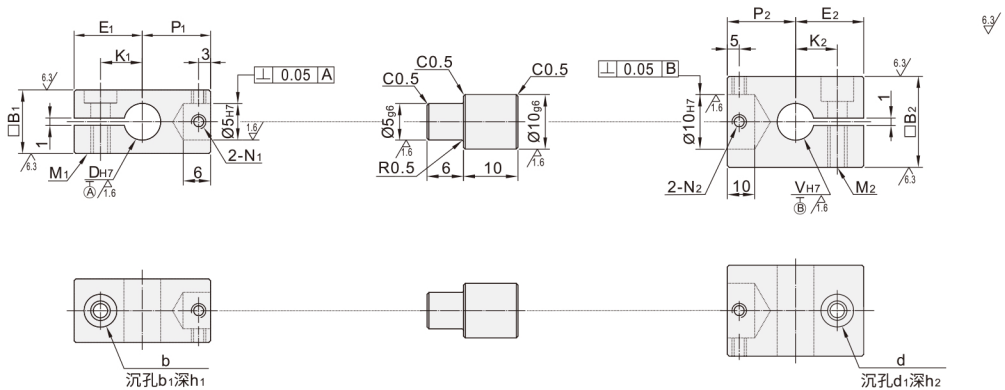 E1 P1
K1 3
6.3
⊥ 0.05 A
□B1
1
Ø5H7
1.6
6.3
M1 DH7
A 1.6
2-N1
6
C0.5
C0.5 C0.5
Ø5g6
1.6
Ø10g6
1.6
R0.5
6 10
P2 E2
5 K2
6.3
6.3
⊥ 0.05 B
1.6
Ø10H7
1
□B2
6.3
2-N2
10
VH7
B 1.6
M2
b
沉孔b1深h1
d
沉孔d1深h2